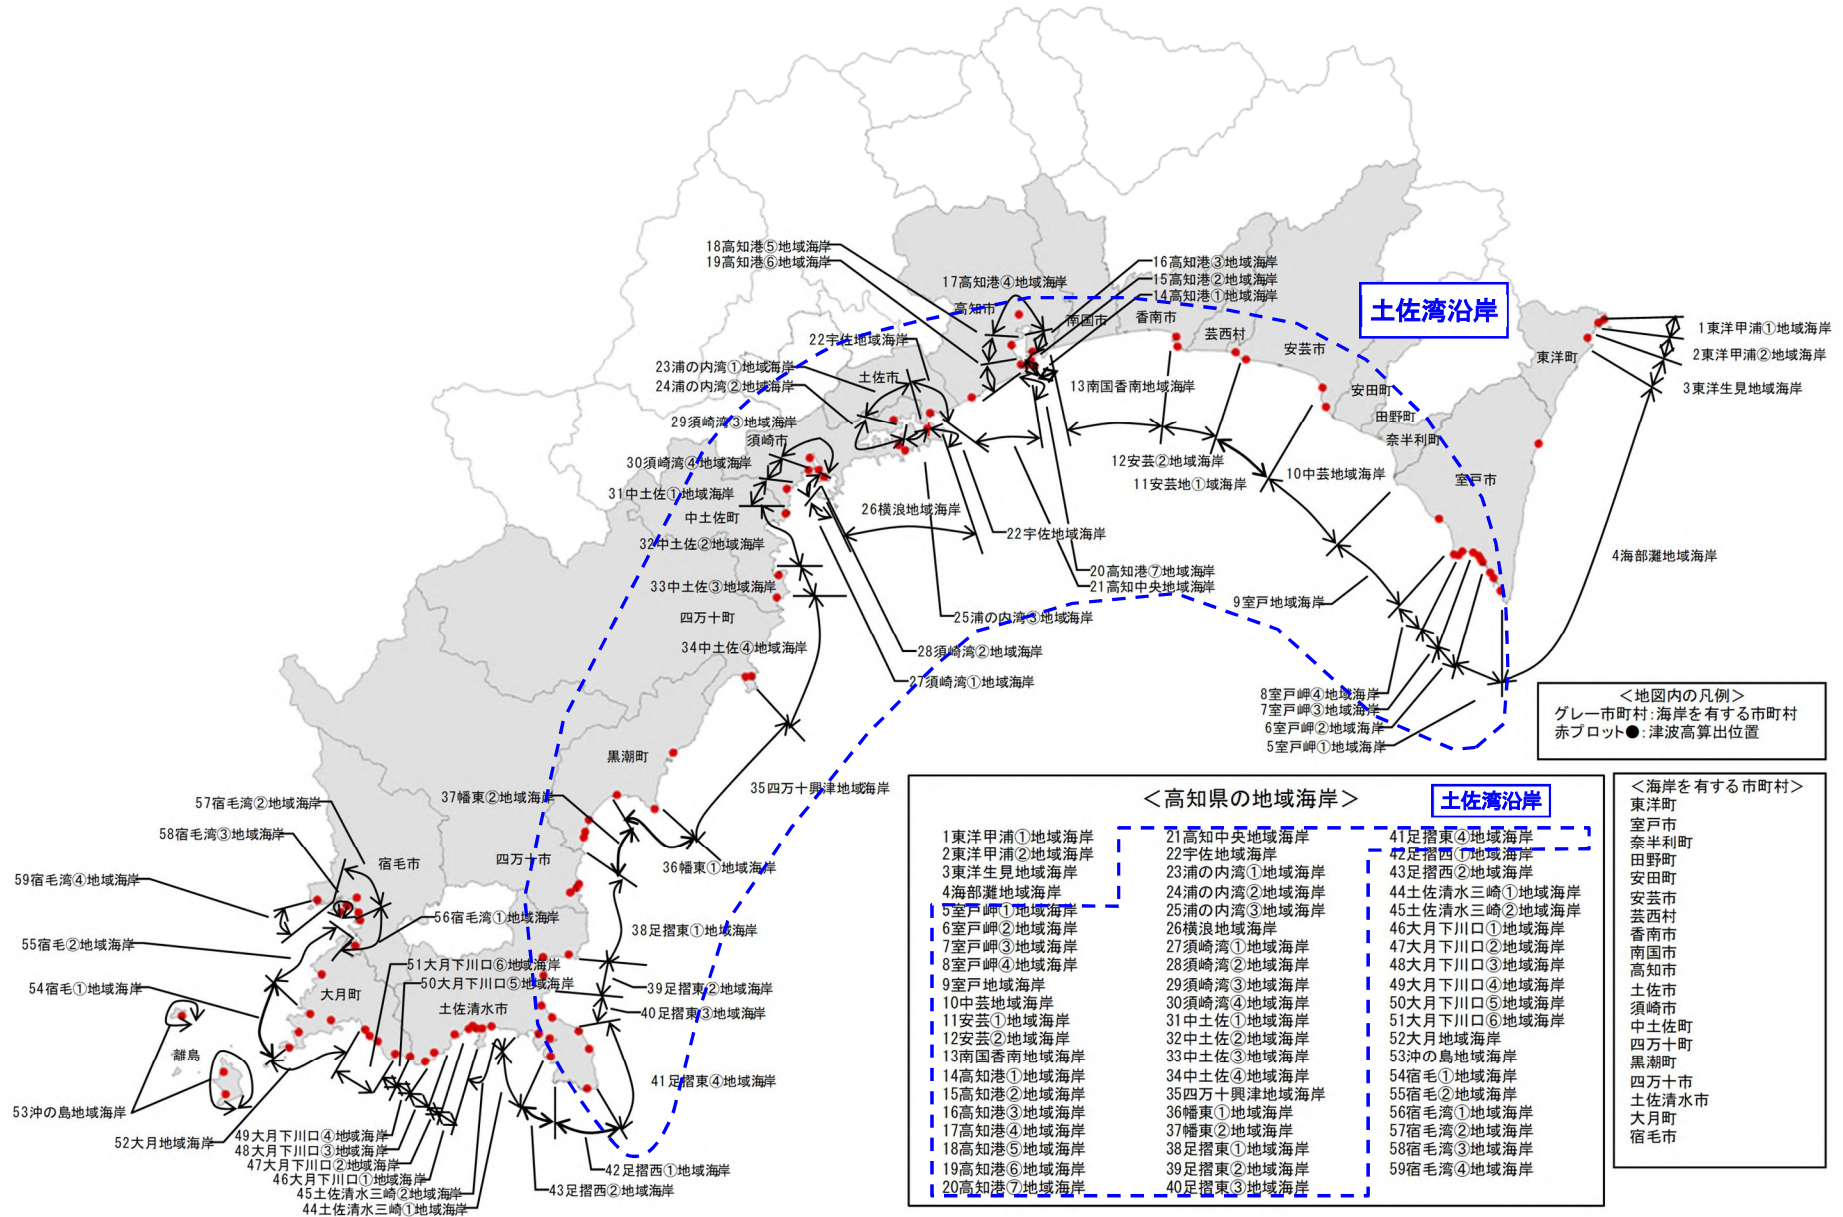 18高知港⑤地域海岸
19高知港⑥地域海岸
17高知港④地域海岸
16高知港③地域海岸
15高知港②地域海岸
14高知港①地域海岸
土佐湾沿岸
高知市
南国市
香南市
芸西村
安芸市
東洋町
1東洋甲浦①地域海岸
2東洋甲浦②地域海岸
3東洋生見地域海岸
22宇佐地域海岸
23浦の内湾①地域海岸
24浦の内湾②地域海岸
土佐市
13南国香南地域海岸
安田町
田野町
奈半利町
29須崎湾③地域海岸
須崎市
30須崎湾④地域海岸
12安芸②地域海岸
11安芸地①域海岸
10中芸地域海岸
室戸市
31中土佐①地域海岸
中土佐町
26横浪地域海岸
22宇佐地域海岸
32中土佐②地域海岸
4海部灘地域海岸
20高知港⑦地域海岸
21高知中央地域海岸
33中土佐③地域海岸
9室戸地域海岸
四万十町
25浦の内湾③地域海岸
34中土佐④地域海岸
28須崎湾②地域海岸
27須崎湾①地域海岸
8室戸岬④地域海岸
7室戸岬③地域海岸
6室戸岬②地域海岸
5室戸岬①地域海岸
＜地図内の凡例＞
グレー市町村：海岸を有する市町村
赤プロット●：津波高算出位置
黒潮町
35四万十興津地域海岸
37幡東②地域海岸
57宿毛湾②地域海岸
58宿毛湾③地域海岸
宿毛市
四万十市
36幡東①地域海岸
59宿毛湾④地域海岸
56宿毛湾①地域海岸
38足摺東①地域海岸
55宿毛②地域海岸
51大月下川口⑥地域海岸
50大月下川口⑤地域海岸
54宿毛①地域海岸
大月町
土佐清水市
39足摺東②地域海岸
40足摺東③地域海岸
離島
41足摺東④地域海岸
53沖の島地域海岸
52大月地域海岸
49大月下川口④地域海岸
48大月下川口③地域海岸
47大月下川口②地域海岸
46大月下川口①地域海岸
45土佐清水三崎②地域海岸
44土佐清水三崎①地域海岸
42足摺西①地域海岸
43足摺西②地域海岸
＜高知県の地域海岸＞
土佐湾沿岸
1東洋甲浦①地域海岸
2東洋甲浦②地域海岸
3東洋生見地域海岸
4海部灘地域海岸
5室戸岬①地域海岸
6室戸岬②地域海岸
7室戸岬③地域海岸
8室戸岬④地域海岸
9室戸地域海岸
10中芸地域海岸
11安芸①地域海岸
12安芸②地域海岸
13南国香南地域海岸
14高知港①地域海岸
15高知港②地域海岸
16高知港③地域海岸
17高知港④地域海岸
18高知港⑤地域海岸
19高知港⑥地域海岸
20高知港⑦地域海岸
21高知中央地域海岸
22宇佐地域海岸
23浦の内湾①地域海岸
24浦の内湾②地域海岸
25浦の内湾③地域海岸
26横浪地域海岸
27須崎湾①地域海岸
28須崎湾②地域海岸
29須崎湾③地域海岸
30須崎湾④地域海岸
31中土佐①地域海岸
32中土佐②地域海岸
33中土佐③地域海岸
34中土佐④地域海岸
35四万十興津地域海岸
36幡東①地域海岸
37幡東②地域海岸
38足摺東①地域海岸
39足摺東②地域海岸
40足摺東③地域海岸
41足摺東④地域海岸
42足摺西①地域海岸
43足摺西②地域海岸
44土佐清水三崎①地域海岸
45土佐清水三崎②地域海岸
46大月下川口①地域海岸
47大月下川口②地域海岸
48大月下川口③地域海岸
49大月下川口④地域海岸
50大月下川口⑤地域海岸
51大月下川口⑥地域海岸
52大月地域海岸
53沖の島地域海岸
54宿毛①地域海岸
55宿毛②地域海岸
56宿毛湾①地域海岸
57宿毛湾②地域海岸
58宿毛湾③地域海岸
59宿毛湾④地域海岸
＜海岸を有する市町村＞
東洋町
室戸市
奈半利町
田野町
安田町
安芸市
芸西村
香南市
南国市
高知市
土佐市
須崎市
中土佐町
四万十町
黒潮町
四万十市
土佐清水市
大月町
宿毛市